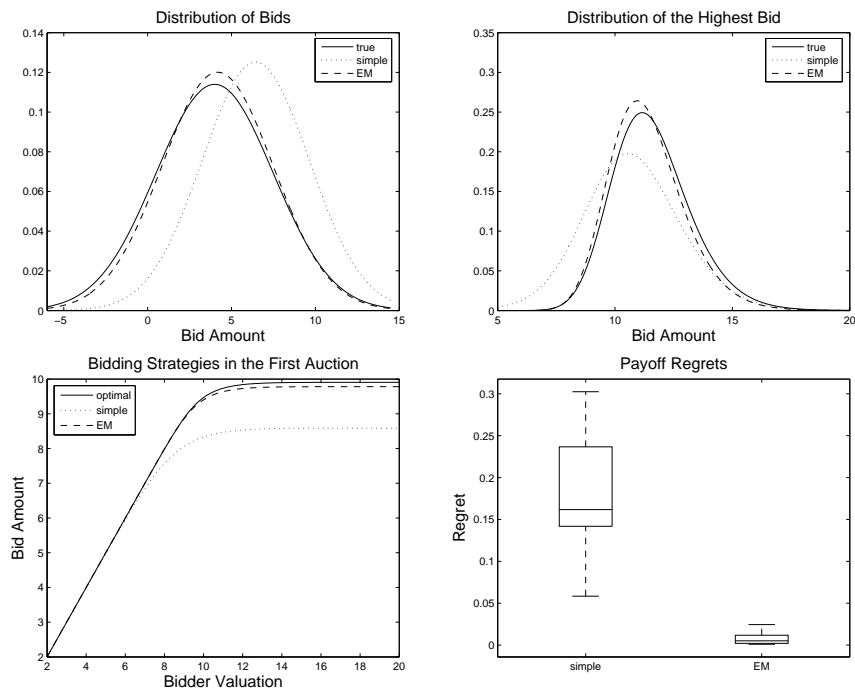 Distribution of Bids
0.14
0.12
0.1
0.08
0.06
0.04
0.02
0
−5
0
5
10
15
Bid Amount
true
simple
EM
Distribution of the Highest Bid
0.35
0.3
0.25
0.2
0.15
0.1
0.05
0
5
10
15
20
Bid Amount
true
simple
EM
Bidding Strategies in the First Auction
10
9
8
7
6
5
4
3
2
Bid Amount
2
4
6
8
10
12
14
16
18
20
Bidder Valuation
optimal
simple
EM
Payoff Regrets
0.3
0.25
0.2
0.15
0.1
0.05
0
Regret
simple
EM